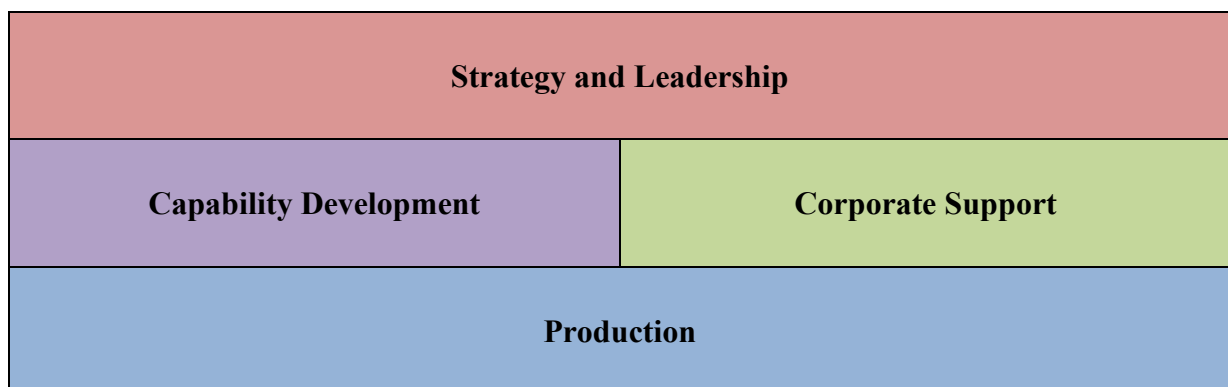 Strategy and Leadership
Capability Development
Corporate Support
Production